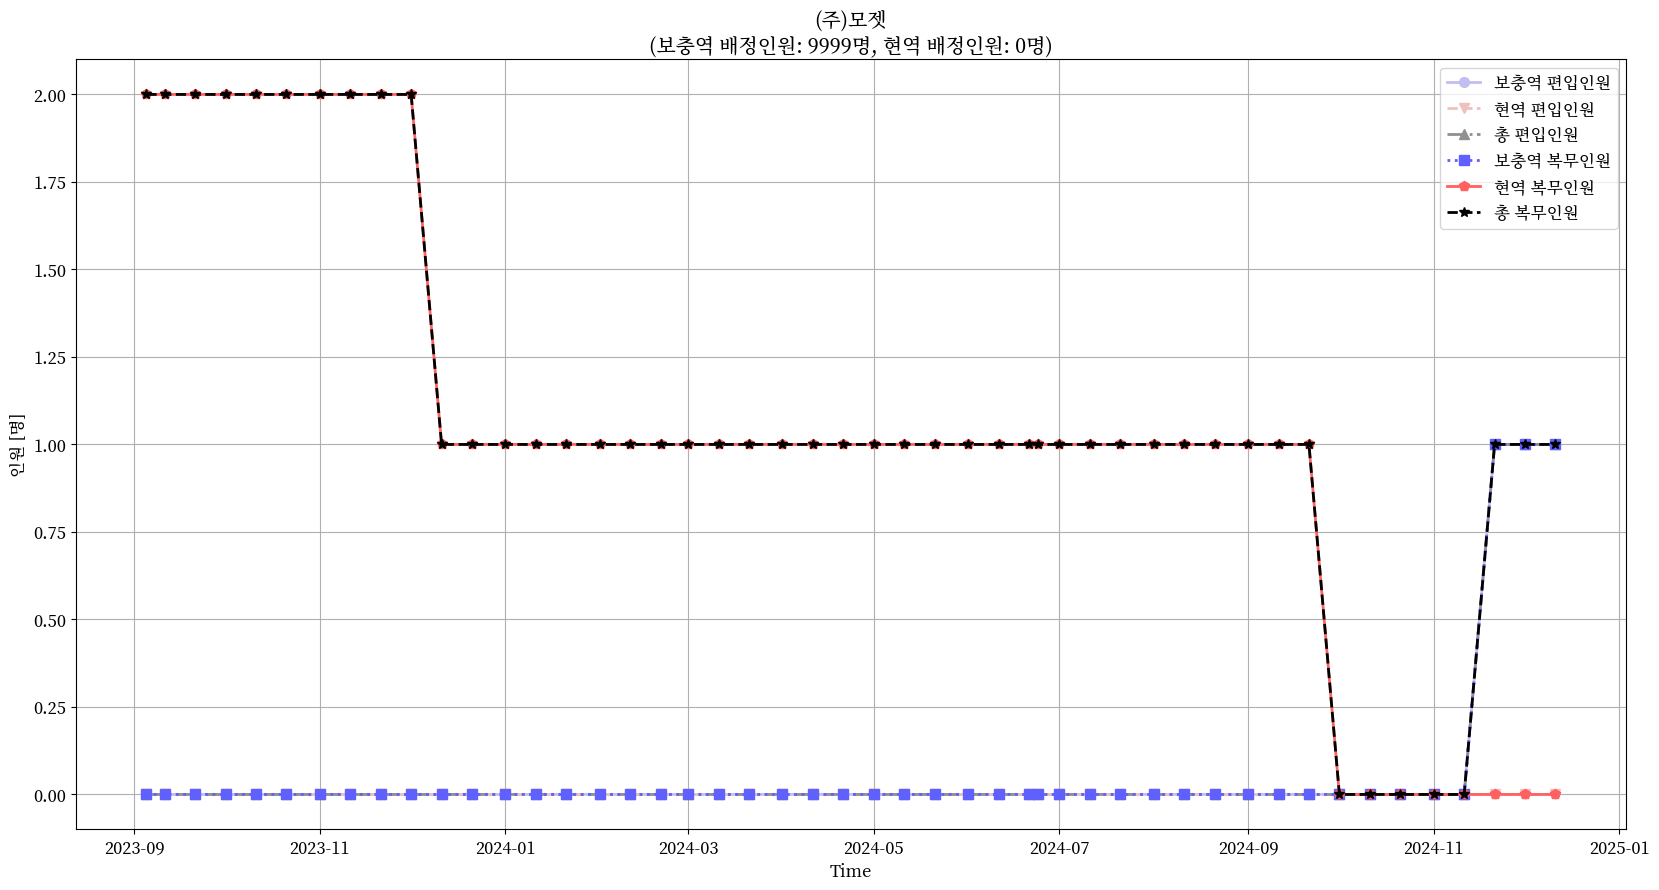 (주)모젯
(보충역 배정인원: 9999명, 현역 배정인원: 0명)
보충역 편입인원
현역 편입인원
총 편입인원
보충역 복무인원
현역 복무인원
총 복무인원
2.00
1.75
1.50
1.25
1.00
0.75
0.50
0.25
0.00
인원 [명]
2023-09
2023-11
2024-01
2024-03
2024-05
2024-07
2024-09
2024-11
2025-01
Time